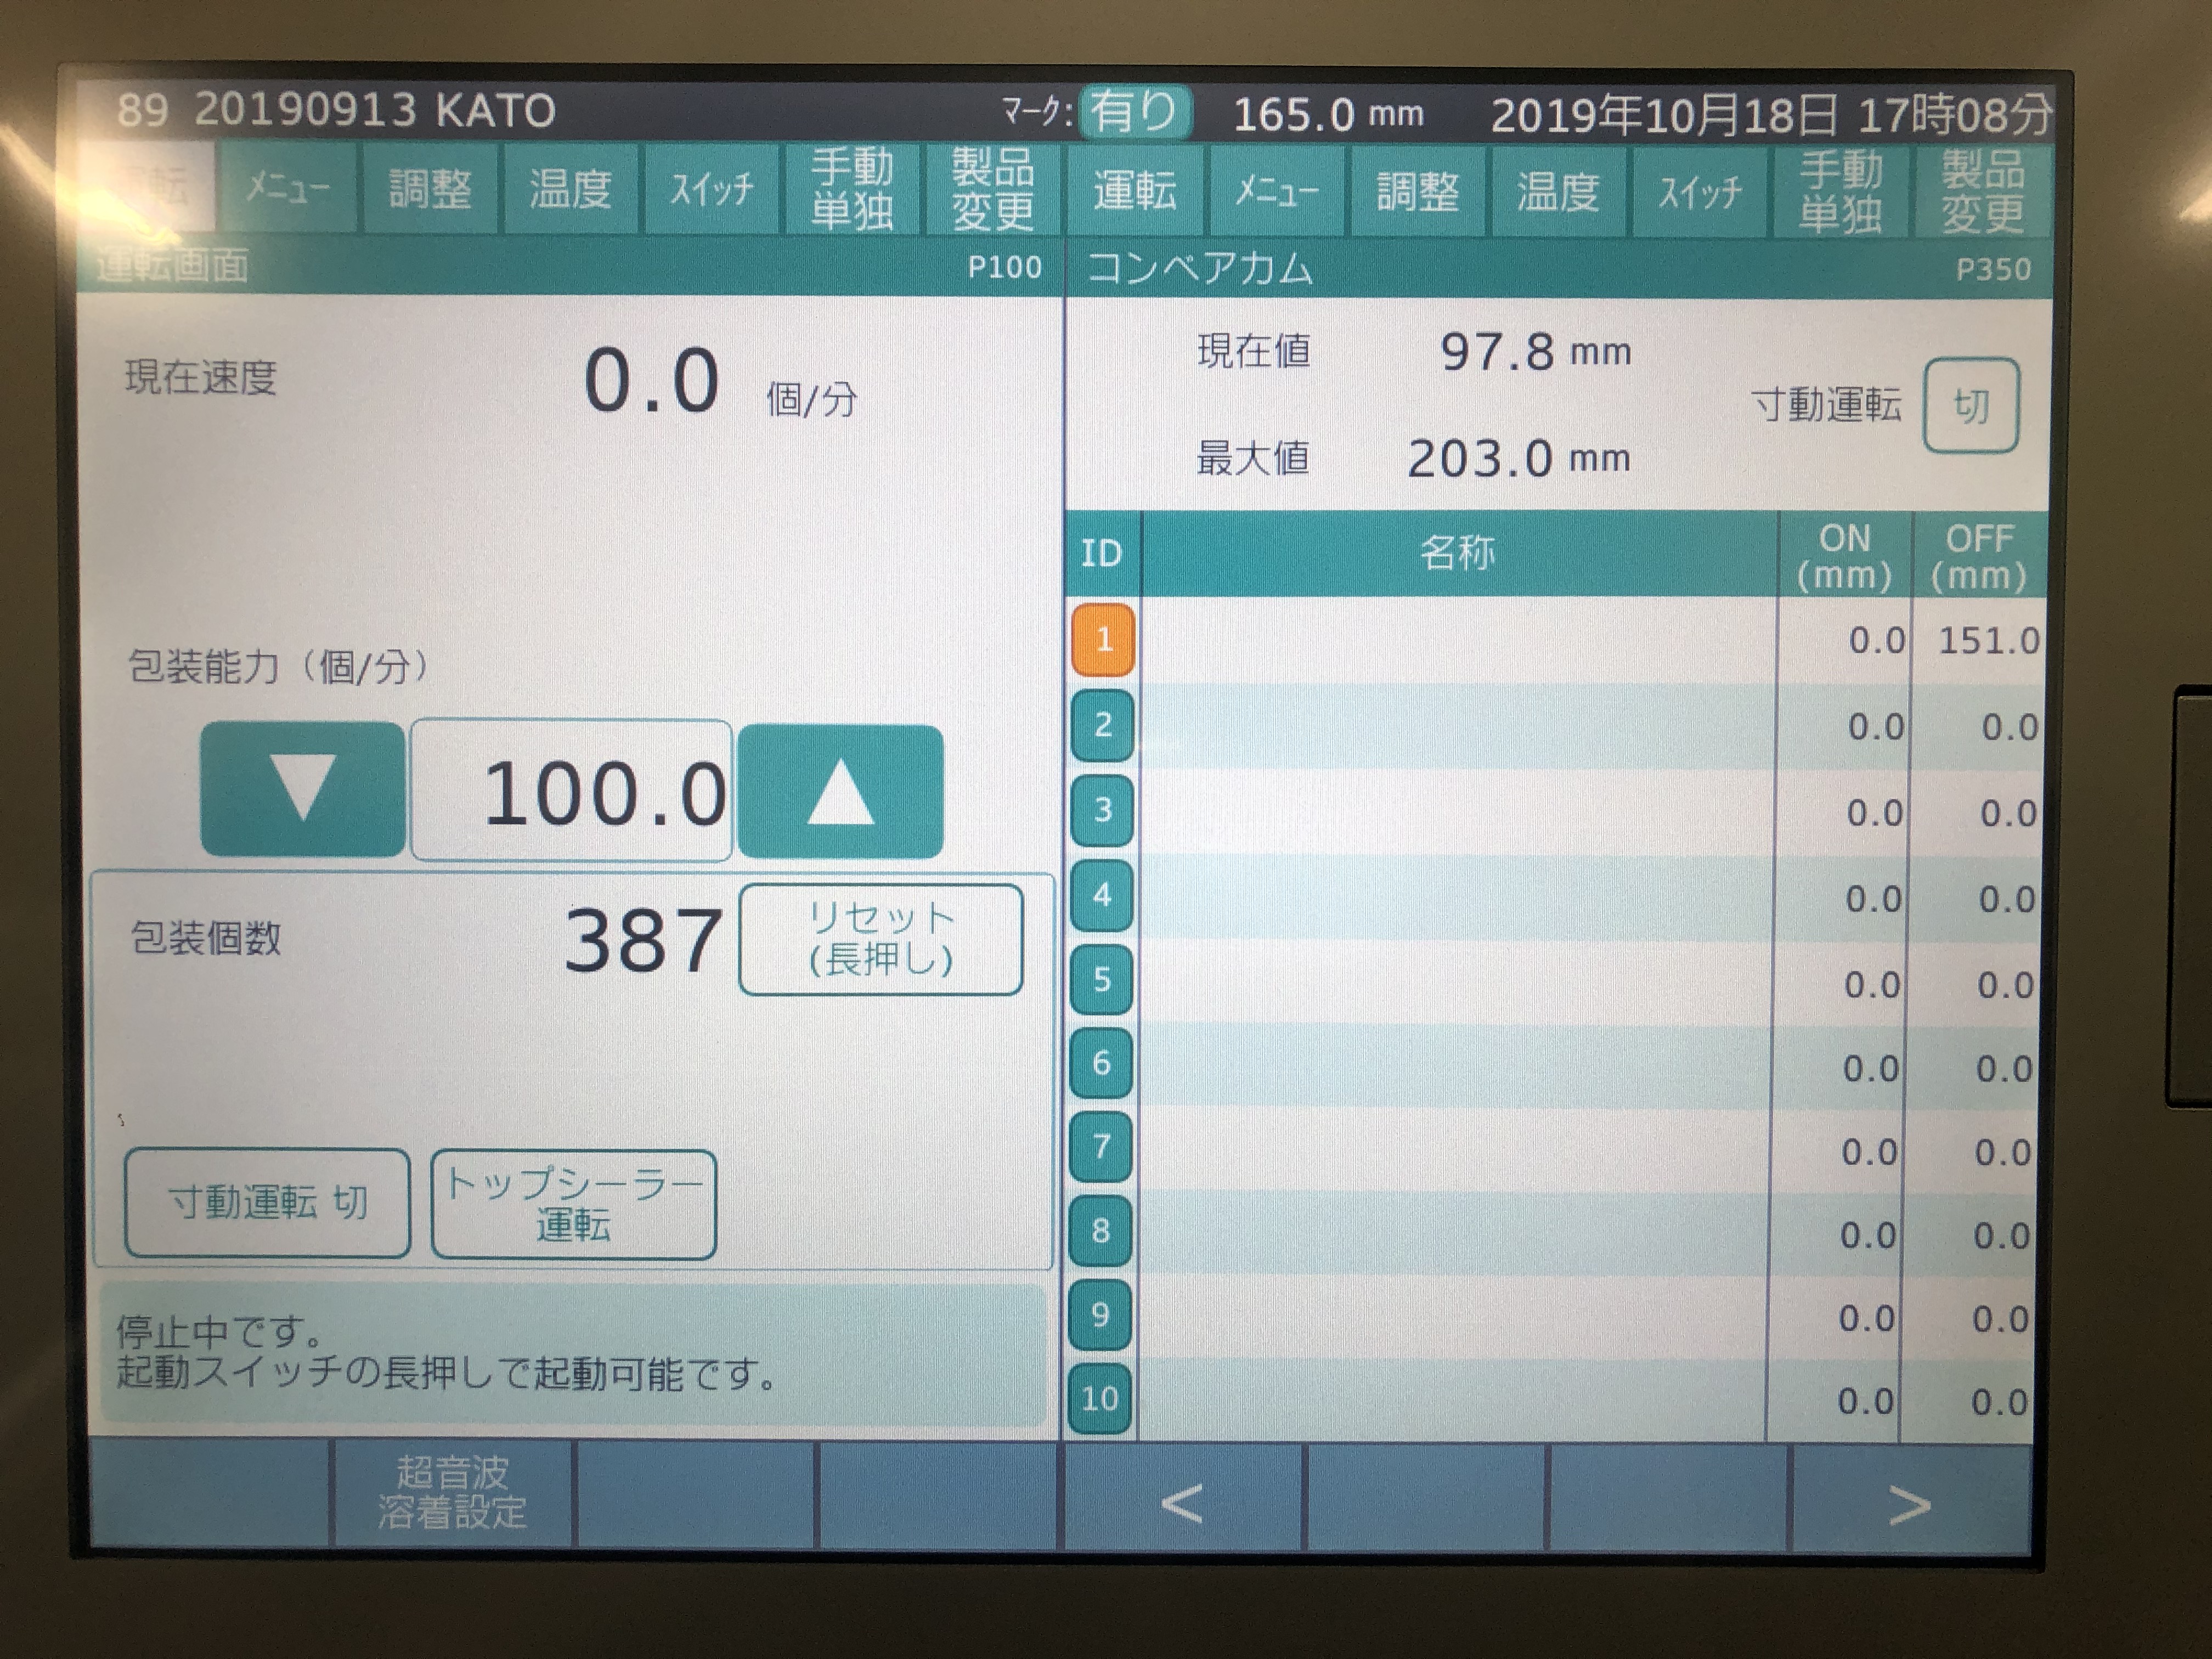 89 20190913 KATO
ﾏｰｸ: 有り 165.0 mm 2019年10月18日 17時08分
転 ﾒﾆｭｰ 調整 温度 ｽｲｯﾁ 手動単独 製品変更
運転 ﾒﾆｭｰ 調整 温度 ｽｲｯﾁ 手動単独 製品変更
運転画面 P100
現在速度 0.0 個/分
包装能力（個/分）
▼ 100.0 ▲
包装個数 387 リセット
(長押し)
寸動運転 切
トップシーラー
運転
停止中です。
起動スイッチの長押しで起動可能です。
超音波
溶着設定
コンベアカム P350
現在値 97.8 mm
寸動運転 切
最大値 203.0 mm
ID 名称 ON (mm) OFF (mm)
1 0.0 151.0
2 0.0 0.0
3 0.0 0.0
4 0.0 0.0
5 0.0 0.0
6 0.0 0.0
7 0.0 0.0
8 0.0 0.0
9 0.0 0.0
10 0.0 0.0
< >